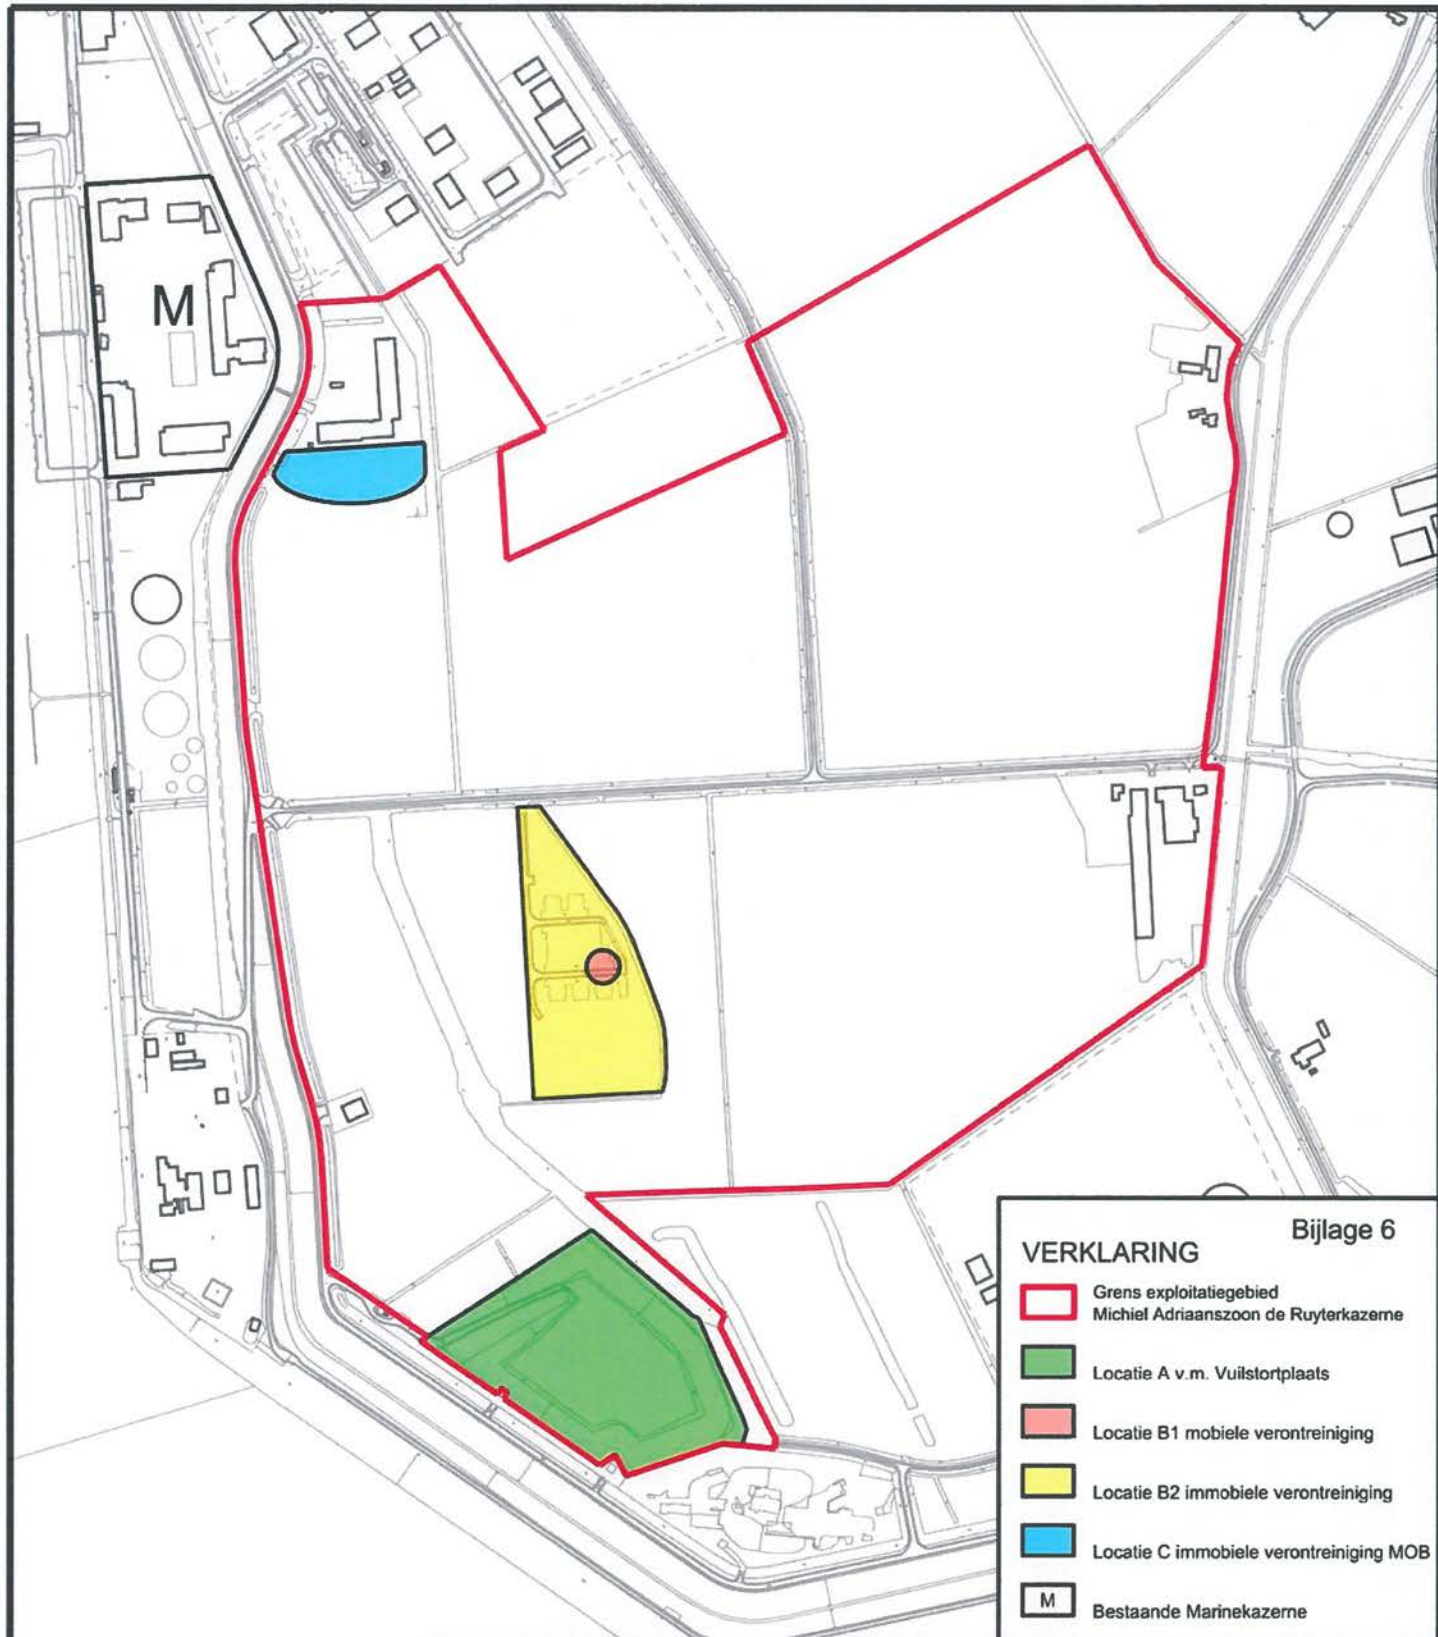 M
Bijlage 6
VERKLARING
Grens exploitatiegebied
Michiel Adriaanszoon de Ruyterkazerne
Locatie A v.m. Vuilstortplaats
Locatie B1 mobiele verontreiniging
Locatie B2 immobiele verontreiniging
Locatie C immobiele verontreiniging MOB
M
Bestaande Marinekazerne